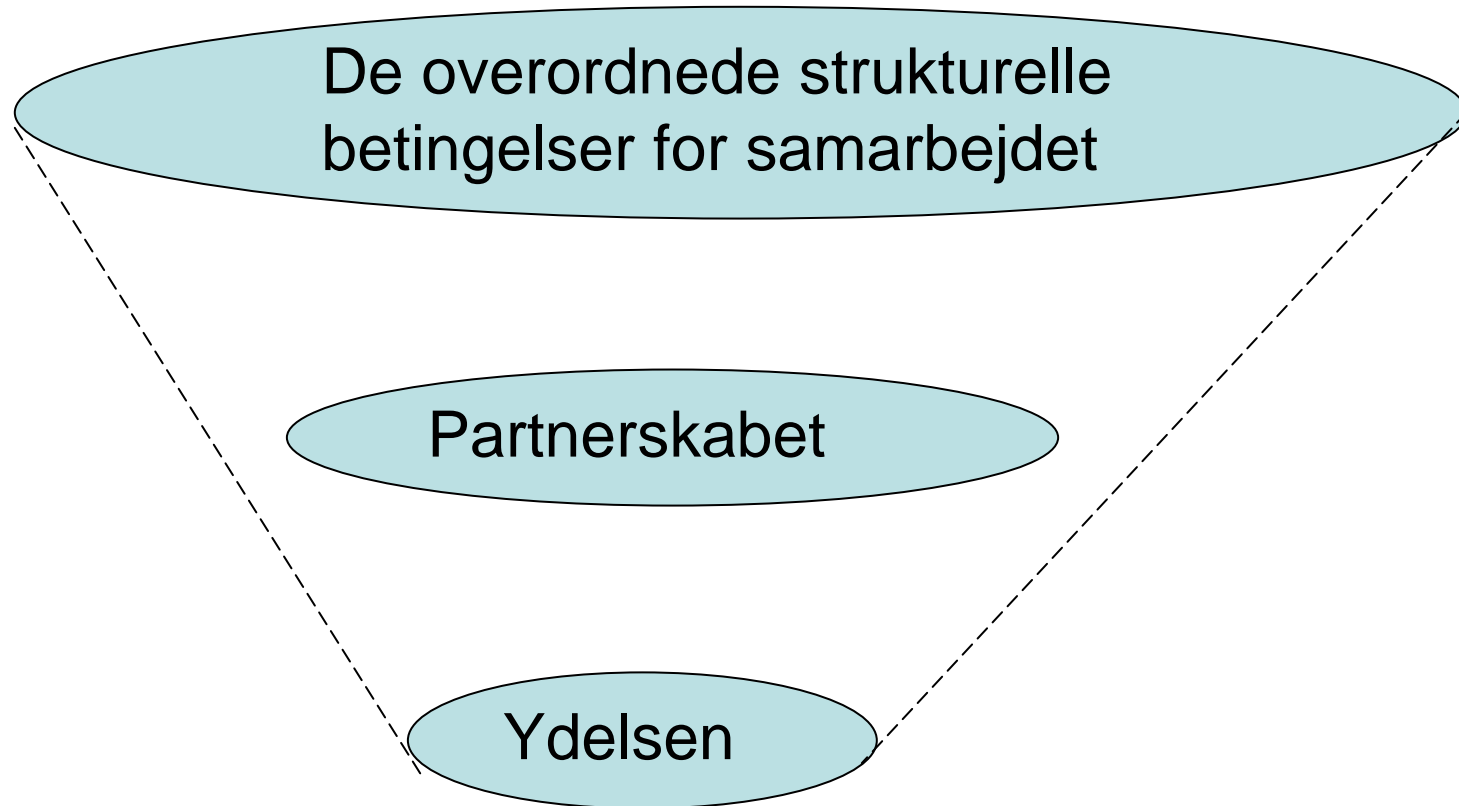 De overordnede strukturelle
betingelser for samarbejdet
Partnerskabet
Ydelsen